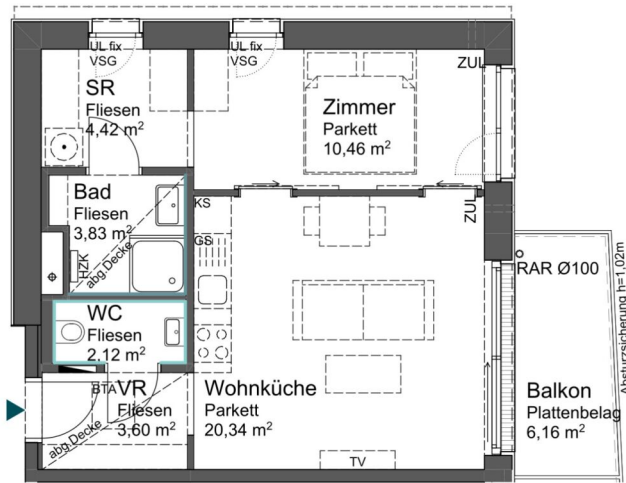 UL fix
VSG
UL fix
VSG
ZUL
SR
Fliesen
4,42 m²
Zimmer
Parkett
10,46 m²
Bad
Fliesen
3,83 m²
HZK
abg.Decke
KS
GS
ZUL
RAR Ø100
Absturzsicherung h=1,02m
WC
Fliesen
2,12 m²
BTA
VR
Fliesen
3,60 m²
abg.Decke
Wohnküche
Parkett
20,34 m²
TV
Balkon
Plattenbelag
6,16 m²